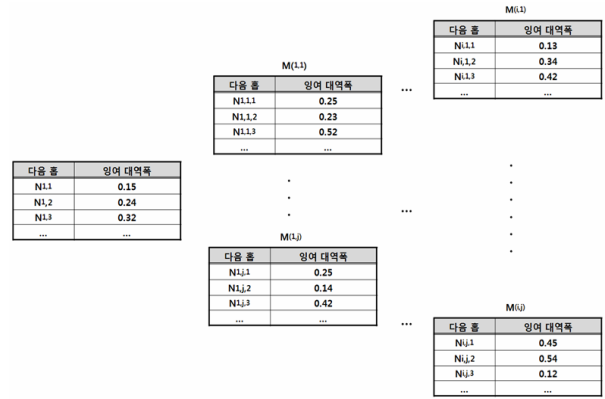 M(i,1)
다음 홉 잉여 대역폭
Ni,1,1 0.13
Ni,1,2 0.34
Ni,1,3 0.42
... ...
M(1,1)
다음 홉 잉여 대역폭
N1,1,1 0.25
N1,1,2 0.23
N1,1,3 0.52
... ...
...
다음 홉 잉여 대역폭
N1,1 0.15
N1,2 0.24
N1,3 0.32
... ...
...
M(1,j)
다음 홉 잉여 대역폭
N1,j,1 0.25
N1,j,2 0.14
N1,j,3 0.42
... ...
...
M(i,j)
다음 홉 잉여 대역폭
Ni,j,1 0.45
Ni,j,2 0.54
Ni,j,3 0.12
... ...